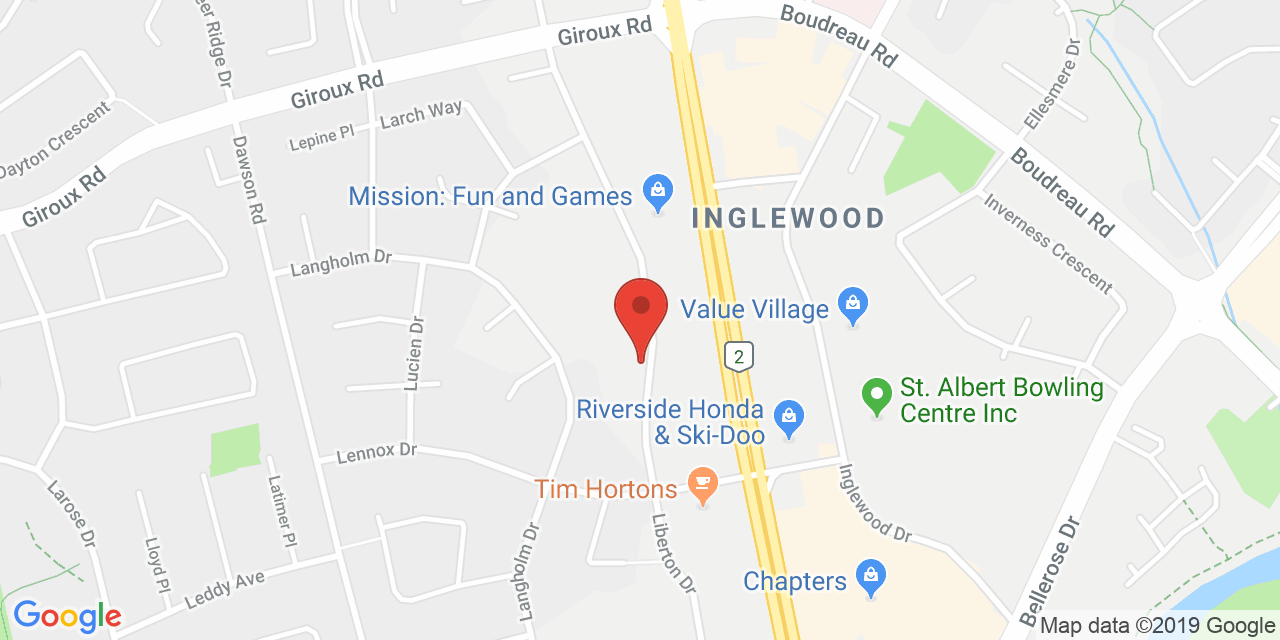 Boudreau Rd
Giroux Rd
Deer Ridge Dr
Giroux Rd
Ellesmere Dr
Larch Way
Lepine Pl
Dayton Crescent
Dawson Rd
Giroux Rd
Boudreau Rd
Mission: Fun and Games
INGLEWOOD
Inverness Crescent
Langholm Dr
Value Village
Lucien Dr
2
St. Albert Bowling
Centre Inc
Riverside Honda
& Ski-Doo
Lennox Dr
Tim Hortons
Larose Dr
Latimer Pl
Inglewood Dr
Lloyd Pl
Langholm Dr
Liberton Dr
Bellerose Dr
Leddy Ave
Chapters
Google
Map data ©2019 Google